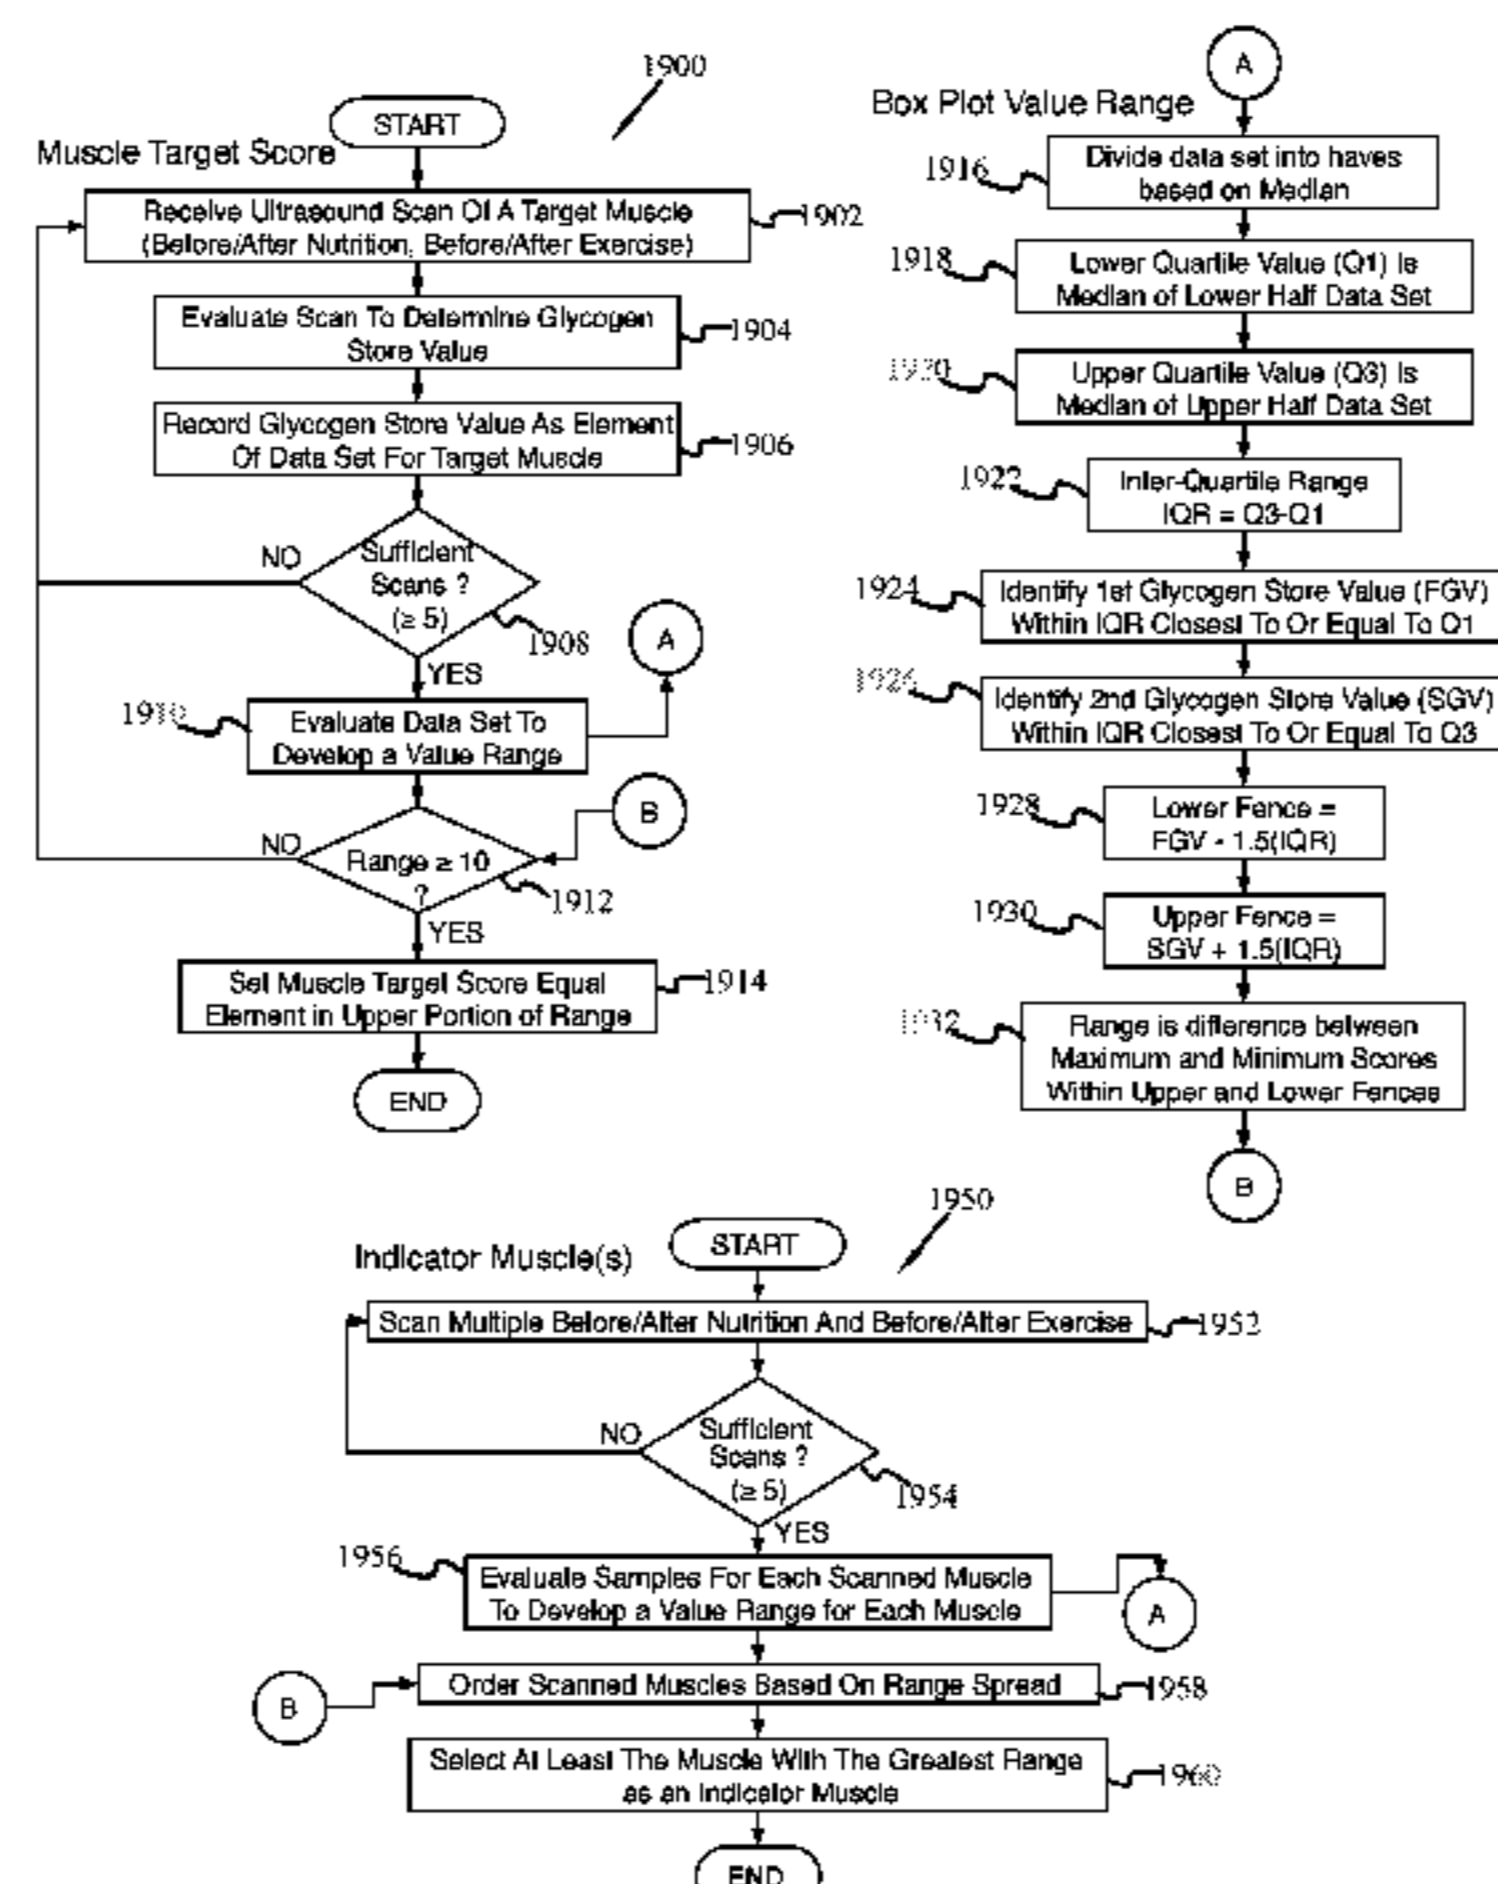 1900
START
Muscle Target Score
Receive Ultrasound Scan Of A Target Muscle
(Before/After Nutrition, Before/After Exercise)
1902
Evaluate Scan To Determine Glycogen
Store Value
1904
Record Glycogen Store Value As Element
Of Data Set For Target Muscle
1906
Sufficient
Scans ?
(≥ 5)
NO
1908
YES
A
1910
Evaluate Data Set To
Develop a Value Range
B
NO
Range ≥ 10
?
1912
YES
Set Muscle Target Score Equal
Element in Upper Portion of Range
1914
END
A
Box Plot Value Range
1916
Divide data set into haves
based on Median
1918
Lower Quartile Value (Q1) Is
Median of Lower Half Data Set
1920
Upper Quartile Value (Q3) Is
Median of Upper Half Data Set
1922
Inter-Quartile Range
IQR = Q3-Q1
1924
Identify 1st Glycogen Store Value (FGV)
Within IQR Closest To Or Equal To Q1
1926
Identify 2nd Glycogen Store Value (SGV)
Within IQR Closest To Or Equal To Q3
1928
Lower Fence =
FGV - 1.5(IQR)
1930
Upper Fence =
SGV + 1.5(IQR)
1932
Range is difference between
Maximum and Minimum Scores
Within Upper and Lower Fences
B
1950
START
Indicator Muscle(s)
Scan Multiple Before/After Nutrition And Before/After Exercise
1952
Sufficient
Scans ?
(≥ 5)
NO
1954
YES
1956
Evaluate Samples For Each Scanned Muscle
To Develop a Value Range for Each Muscle
A
B
Order Scanned Muscles Based On Range Spread
1958
Select At Least The Muscle With The Greatest Range
as an Indicator Muscle
1960
END